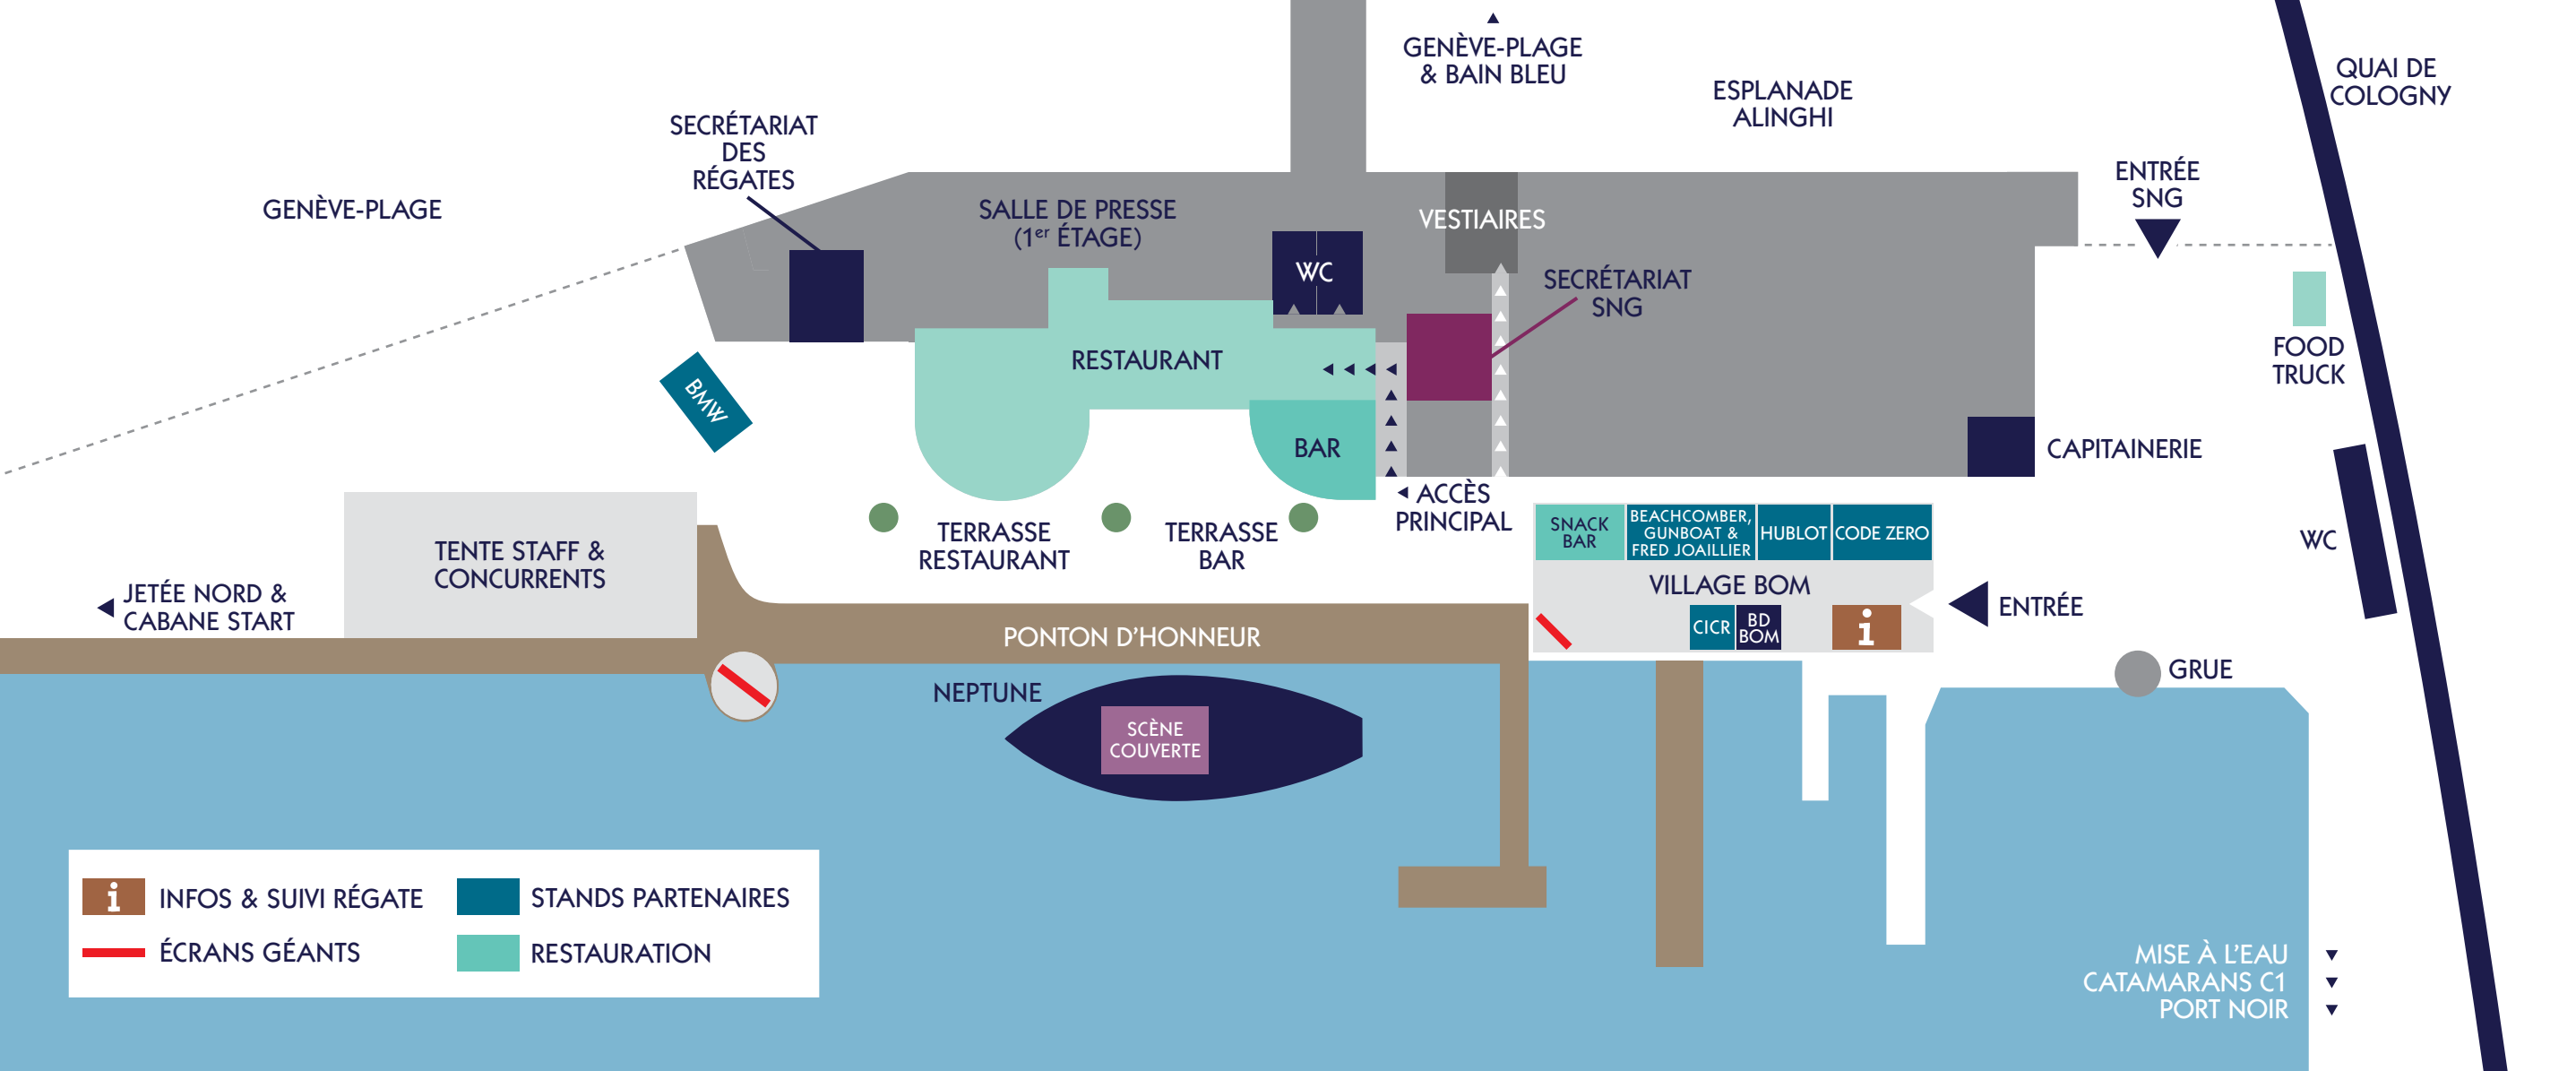 GENÈVE-PLAGE
& BAIN BLEU
ESPLANADE
ALINGHI
QUAI DE
COLOGNY
SECRÉTARIAT
DES
RÉGATES
GENÈVE-PLAGE
SALLE DE PRESSE
(1er ÉTAGE)
VESTIAIRES
ENTRÉE
SNG
WC
SECRÉTARIAT
SNG
RESTAURANT
FOOD
TRUCK
BMW
BAR
CAPITAINERIE
ACCÈS
PRINCIPAL
TERRASSE
RESTAURANT
TERRASSE
BAR
SNACK
BAR
BEACHCOMBER,
GUNBOAT &
FRED JOAILLIER
HUBLOT
CODE ZERO
WC
TENTE STAFF &
CONCURRENTS
VILLAGE BOM
JETÉE NORD &
CABANE START
ENTRÉE
CICR
BD
BOM
i
PONTON D’HONNEUR
GRUE
NEPTUNE
SCÈNE
COUVERTE
i
INFOS & SUIVI RÉGATE
STANDS PARTENAIRES
ÉCRANS GÉANTS
RESTAURATION
MISE À L’EAU
CATAMARANS C1
PORT NOIR